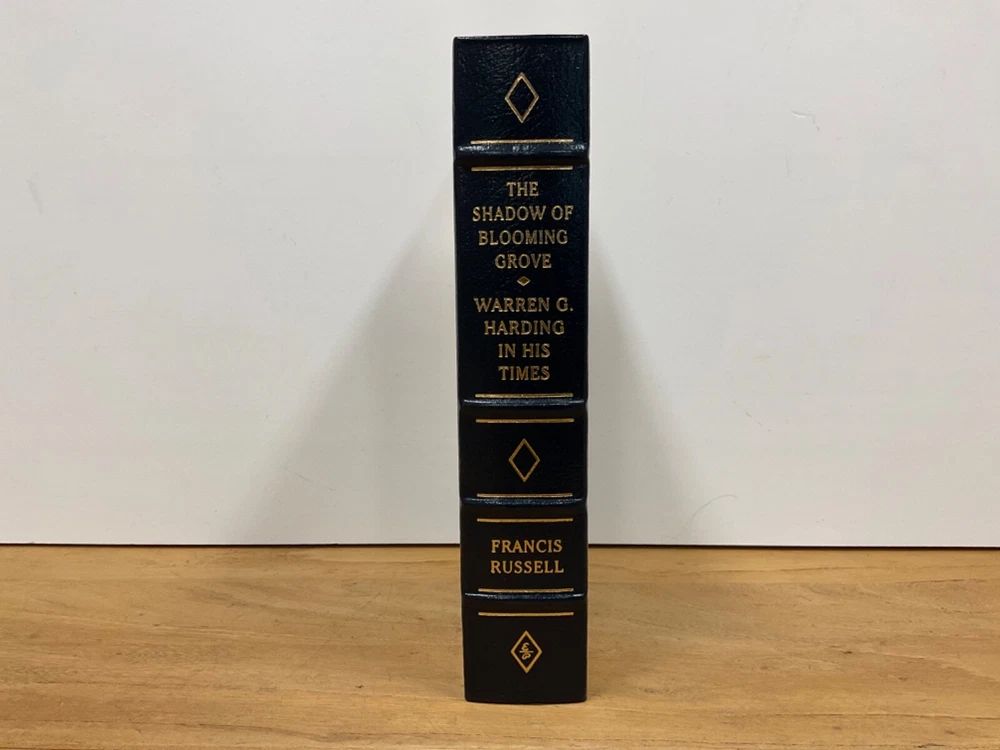 THE
SHADOW OF
BLOOMING
GROVE
WARREN G.
HARDING
IN HIS
TIMES
FRANCIS
RUSSELL